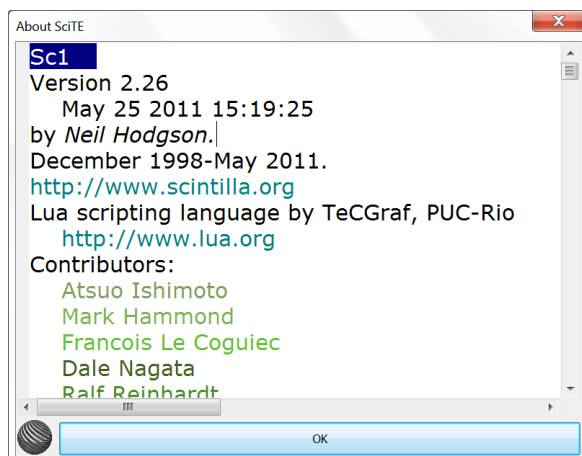 About SciTE
Sc1
Version 2.26
May 25 2011 15:19:25
by Neil Hodgson.
December 1998-May 2011.
http://www.scintilla.org
Lua scripting language by TeCGraf, PUC-Rio
http://www.lua.org
Contributors:
Atsuo Ishimoto
Mark Hammond
Francois Le Coguiec
Dale Nagata
Ralf Reinhardt
OK